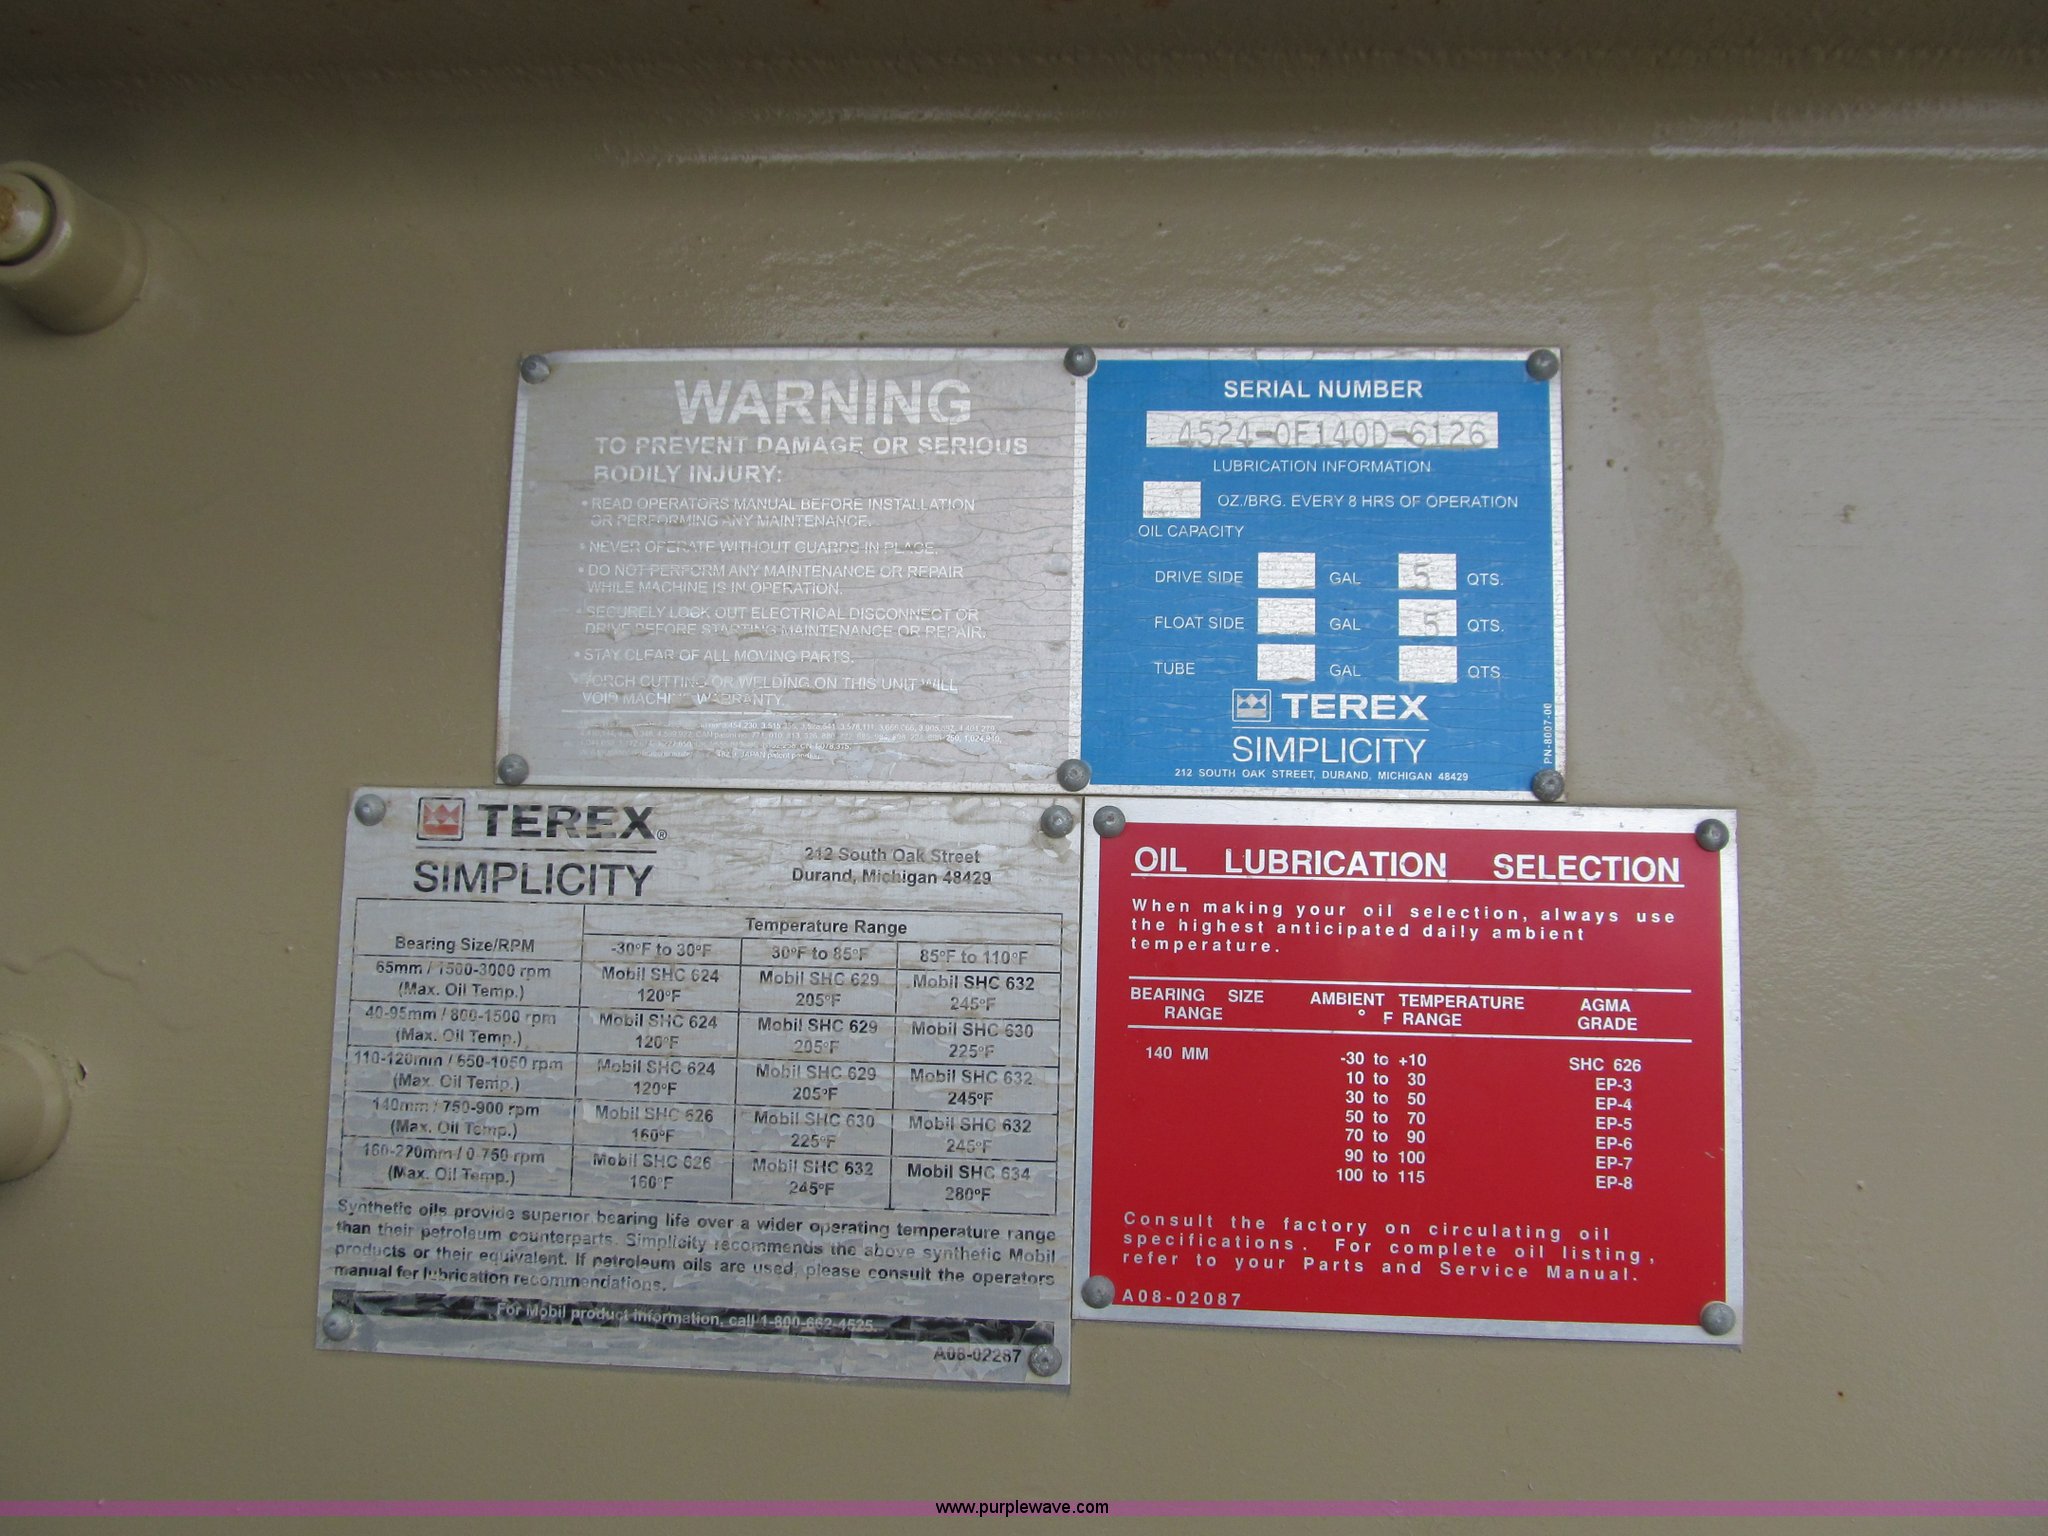 WARNING
TO PREVENT DAMAGE OR SERIOUS
BODILY INJURY:
• READ OPERATORS MANUAL BEFORE INSTALLATION
OR PERFORMING ANY MAINTENANCE.
• NEVER OPERATE WITHOUT GUARDS IN PLACE.
• DO NOT PERFORM ANY MAINTENANCE OR REPAIR
WHILE MACHINE IS IN OPERATION.
• SECURELY LOCK OUT ELECTRICAL DISCONNECT OR
DRIVE BEFORE STARTING MAINTENANCE OR REPAIR.
• STAY CLEAR OF ALL MOVING PARTS.
TORCH CUTTING OR WELDING ON THIS UNIT WILL
VOID MACHINE WARRANTY.
SERIAL NUMBER
4524-0F140D-6126
LUBRICATION INFORMATION
OZ./BRG. EVERY 8 HRS OF OPERATION
OIL CAPACITY
DRIVE SIDE GAL 5 QTS.
FLOAT SIDE GAL 5 QTS.
TUBE GAL QTS
TEREX
SIMPLICITY
212 SOUTH OAK STREET, DURAND, MICHIGAN 48429
PN-8007-00
TEREX®
SIMPLICITY
212 South Oak Street
Durand, Michigan 48429
Temperature Range
Bearing Size/RPM -30°F to 30°F 30°F to 85°F 85°F to 110°F
65mm / 1500-3000 rpm Mobil SHC 624 Mobil SHC 629 Mobil SHC 632
(Max. Oil Temp.) 120°F 205°F 245°F
40-95mm / 800-1500 rpm Mobil SHC 624 Mobil SHC 629 Mobil SHC 630
(Max. Oil Temp.) 120°F 205°F 225°F
110-120mm / 650-1050 rpm Mobil SHC 624 Mobil SHC 629 Mobil SHC 632
(Max. Oil Temp.) 120°F 205°F 245°F
140mm / 750-900 rpm Mobil SHC 626 Mobil SHC 630 Mobil SHC 632
(Max. Oil Temp.) 160°F 225°F 245°F
160-220mm / 0-750 rpm Mobil SHC 626 Mobil SHC 632 Mobil SHC 634
(Max. Oil Temp.) 160°F 245°F 280°F
Synthetic oils provide superior bearing life over a wider operating temperature range
than their petroleum counterparts. Simplicity recommends the above synthetic Mobil
products or their equivalent. If petroleum oils are used, please consult the operators
manual for lubrication recommendations.
For Mobil product information, call 1-800-662-4525.
A08-02287
OIL LUBRICATION SELECTION
When making your oil selection, always use
the highest anticipated daily ambient
temperature.
BEARING SIZE AMBIENT TEMPERATURE AGMA
RANGE ° F RANGE GRADE
140 MM -30 to +10 SHC 626
10 to 30 EP-3
30 to 50 EP-4
50 to 70 EP-5
70 to 90 EP-6
90 to 100 EP-7
100 to 115 EP-8
Consult the factory on circulating oil
specifications. For complete oil listing,
refer to your Parts and Service Manual.
A08-02087
www.purplewave.com